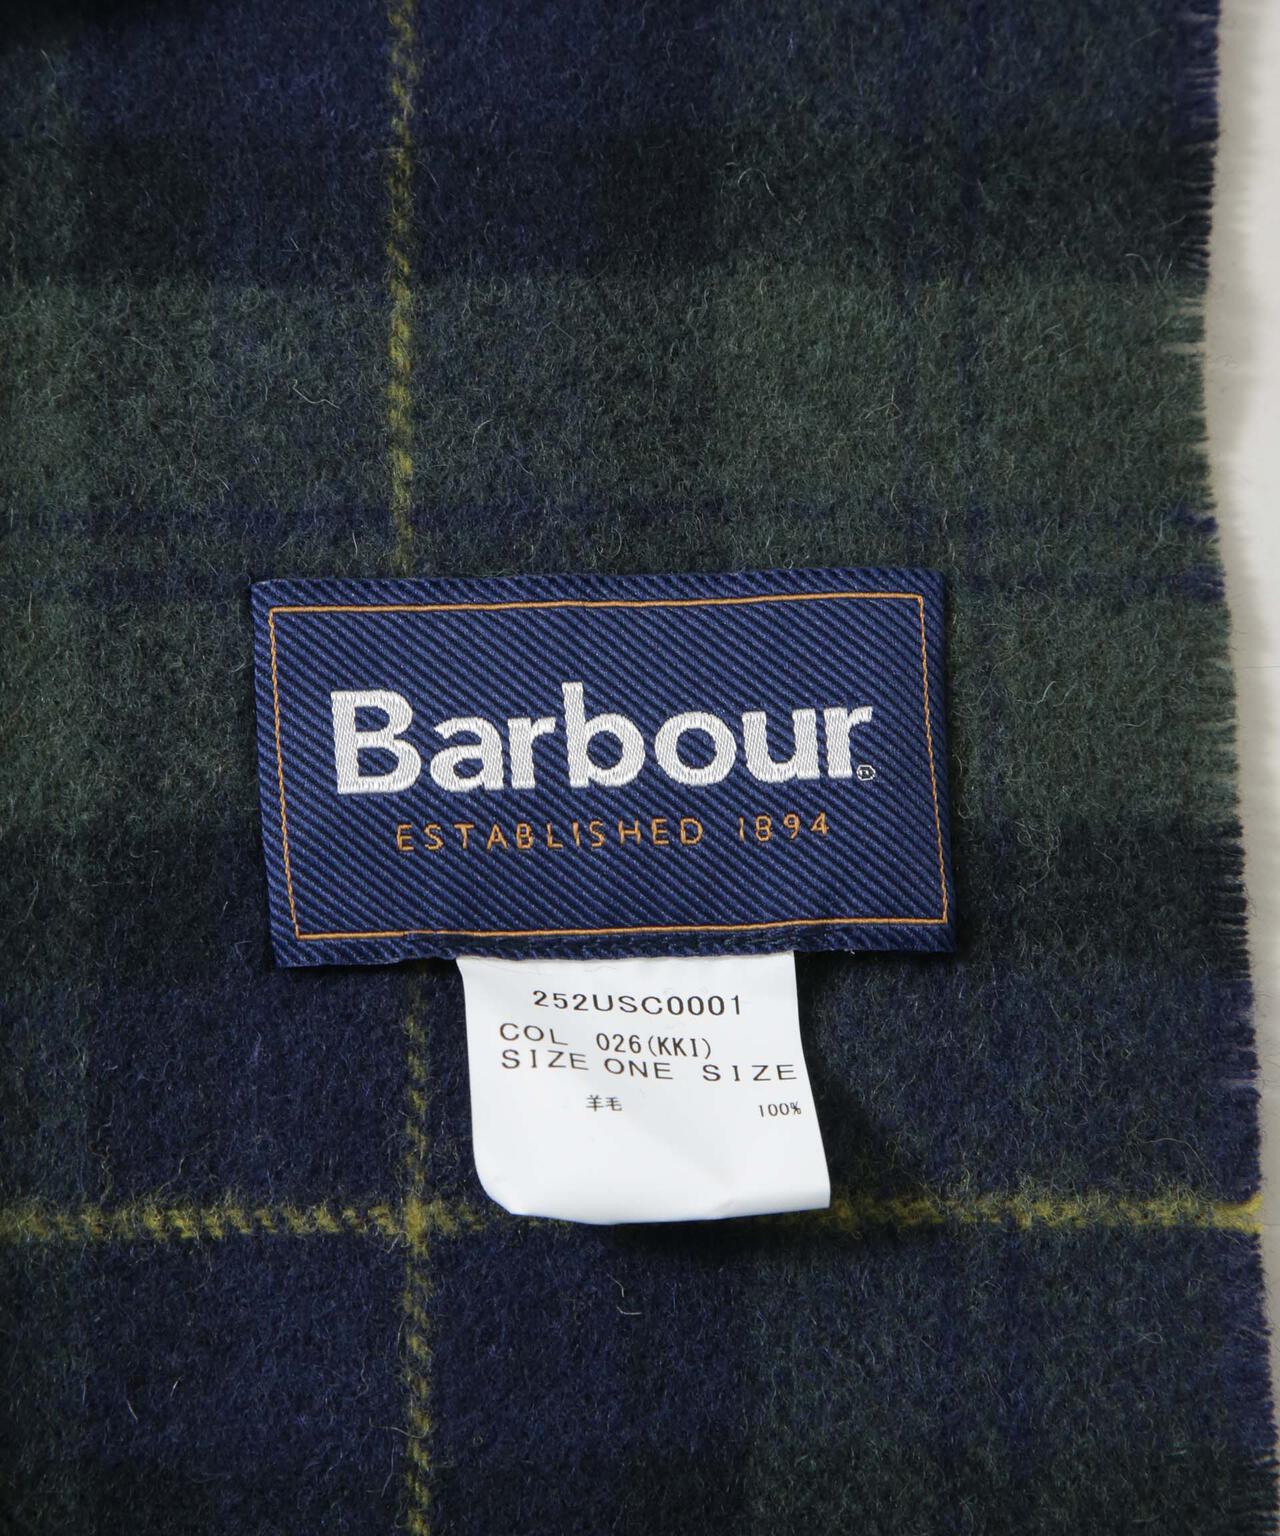 Barbour®
ESTABLISHED 1894
252USC0001
COL 026(KKI)
SIZE ONE SIZE
羊毛 100%